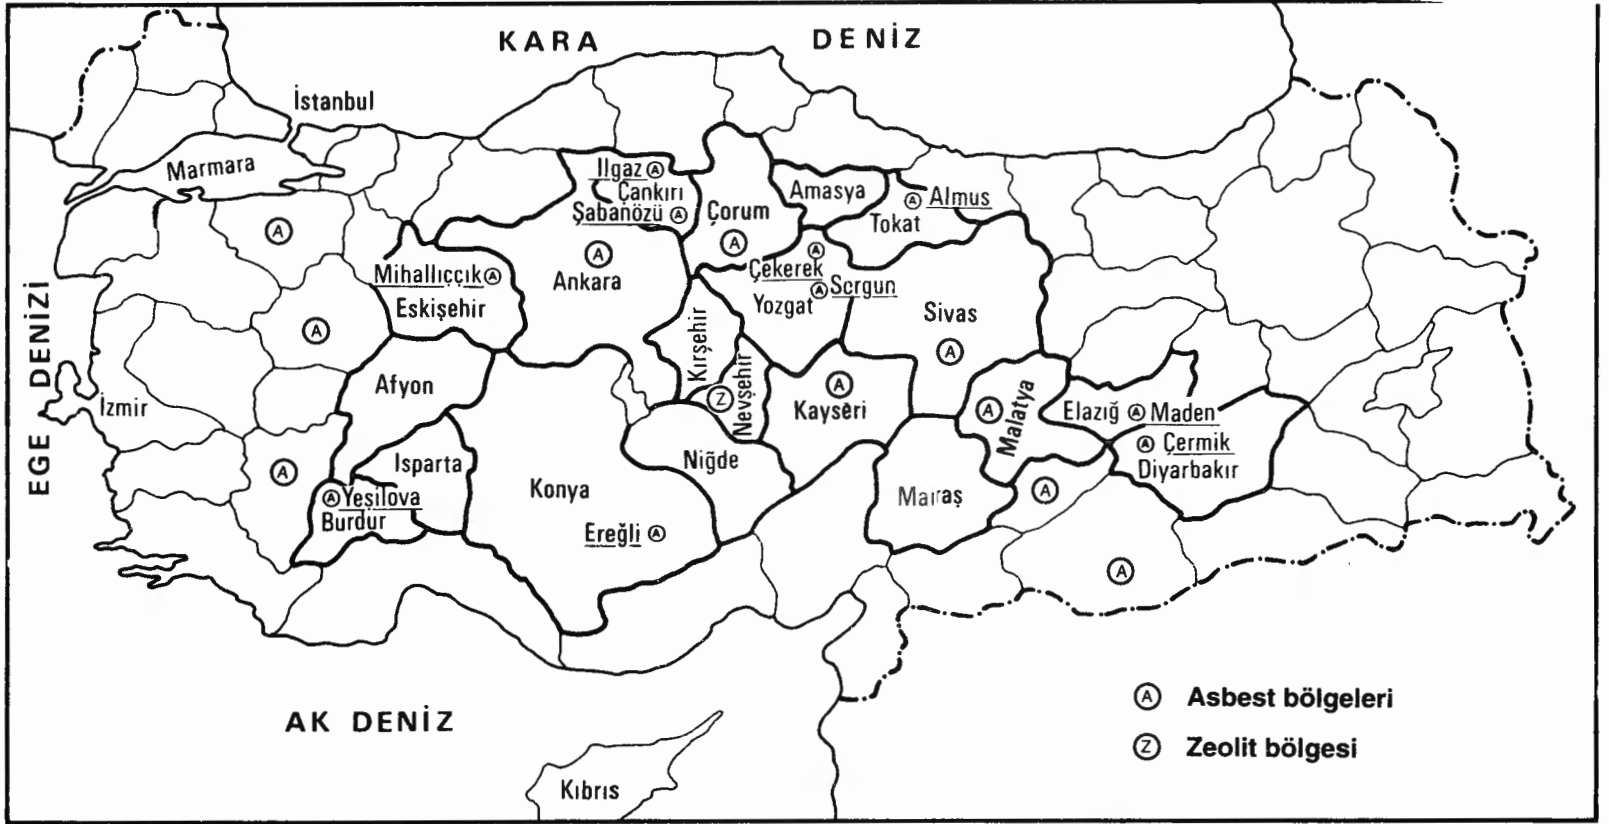 KARA DENİZ
İstanbul
Marmara
Ilgaz A
Çankırı
Şabanözü A
Amasya
A Almus
Tokat
Çorum
A
A
A
Ankara
Mihallıççık A
Eskişehir
A
Çekerek
A Sorgun
Yozgat
Sivas
A
Kırşehir
Nevşehir
Z
A
Kayseri
A
Malatya
Elazığ A Maden
A Çermik
Diyarbakır
EGE DENİZİ
İzmir
A
Afyon
Isparta
A
A Yeşilova
Burdur
Konya
Ereğli A
Niğde
Maraş
A
A
AK DENİZ
Kıbrıs
A Asbest bölgeleri
Z Zeolit bölgesi